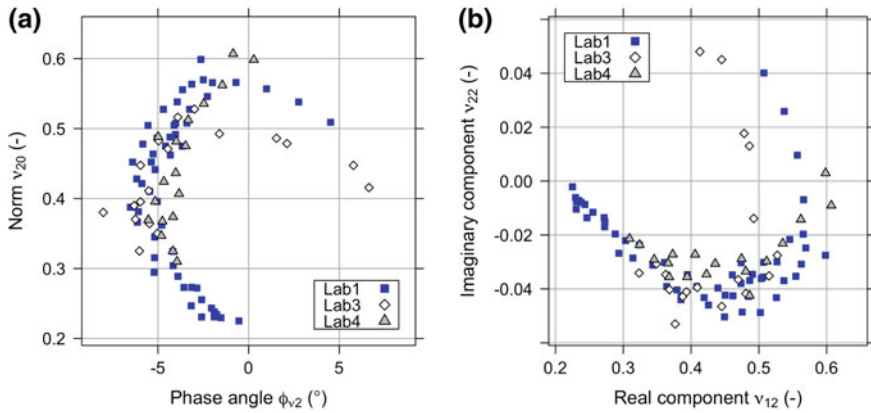 (a)
Norm ν20 (-)
0.6
0.5
0.4
0.3
0.2
Lab1
Lab3
Lab4
-5
0
5
Phase angle ϕν2 (°)
(b)
Imaginary component ν22 (-)
0.04
0.02
0.00
-0.02
-0.04
Lab1
Lab3
Lab4
0.2
0.3
0.4
0.5
0.6
Real component ν12 (-)